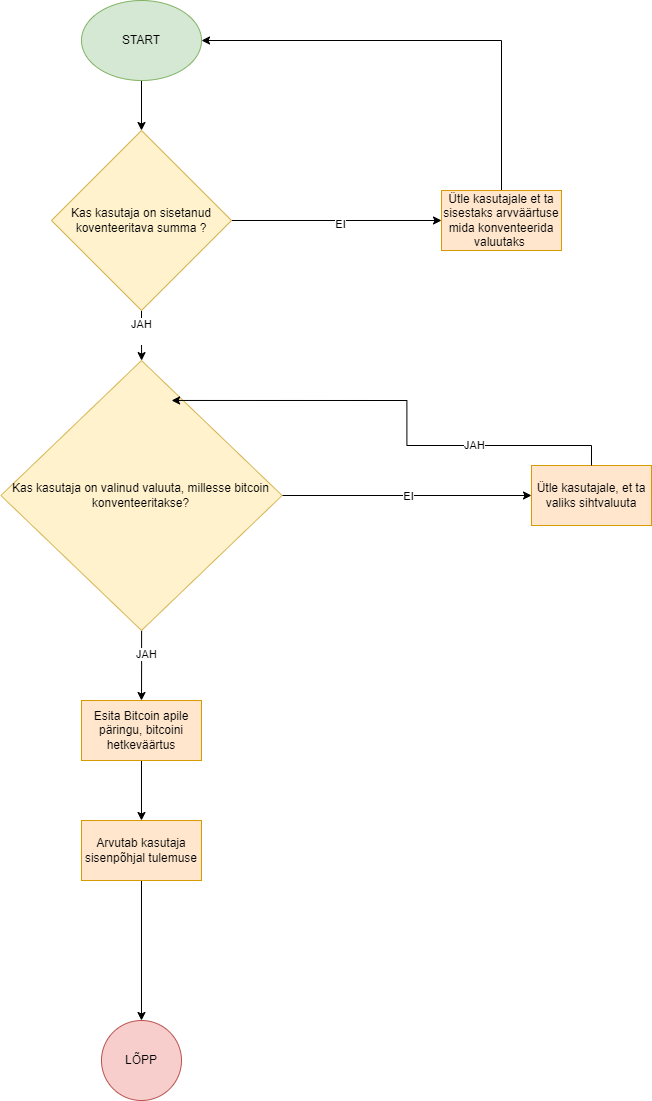 START
Kas kasutaja on sisetanud
koventeeritava summa ?
EI
Ütle kasutajale et ta
sisestaks arvväärtuse
mida konventeerida
valuutaks
JAH
Kas kasutaja on valinud valuuta, millesse bitcoin
konventeeritakse?
JAH
EI
Ütle kasutajale, et ta
valiks sihtvaluuta
JAH
Esita Bitcoin apile
päringu, bitcoini
hetkeväärtus
Arvutab kasutaja
sisenpõhjal tulemuse
LÕPP